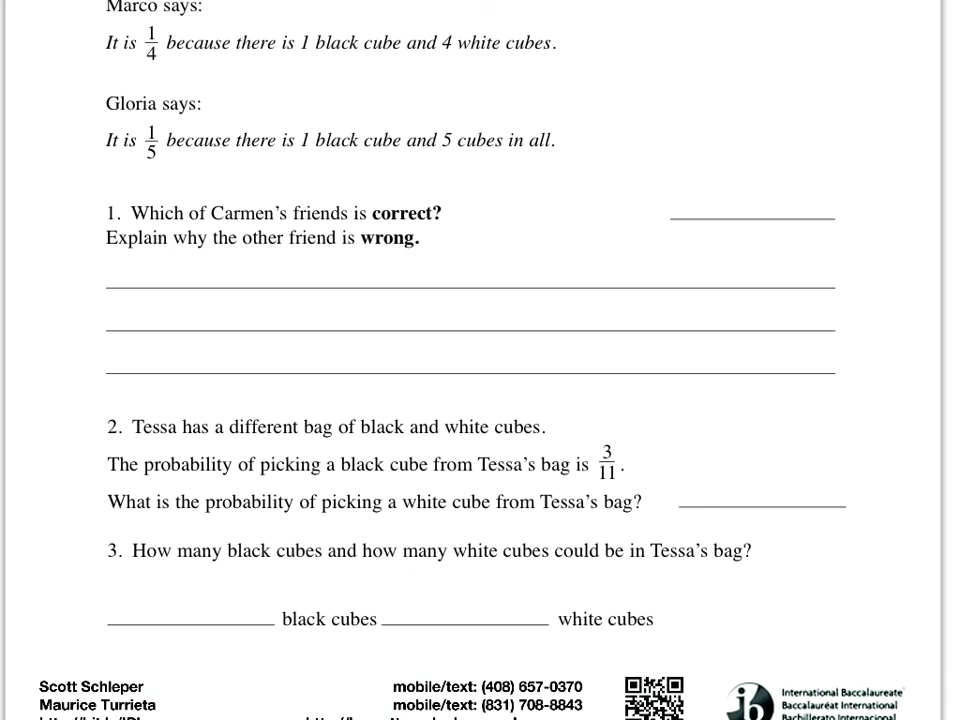 Marco says:
It is 1/4 because there is 1 black cube and 4 white cubes.
Gloria says:
It is 1/5 because there is 1 black cube and 5 cubes in all.
1. Which of Carmen's friends is correct?
Explain why the other friend is wrong.
2. Tessa has a different bag of black and white cubes.
The probability of picking a black cube from Tessa's bag is 3/11.
What is the probability of picking a white cube from Tessa's bag?
3. How many black cubes and how many white cubes could be in Tessa's bag?
black cubes white cubes
Scott Schleper mobile/text: (408) 657-0370
Maurice Turrieta mobile/text: (831) 708-8843
International Baccalaureate
Baccalauréat International
Bachillerato Internacional